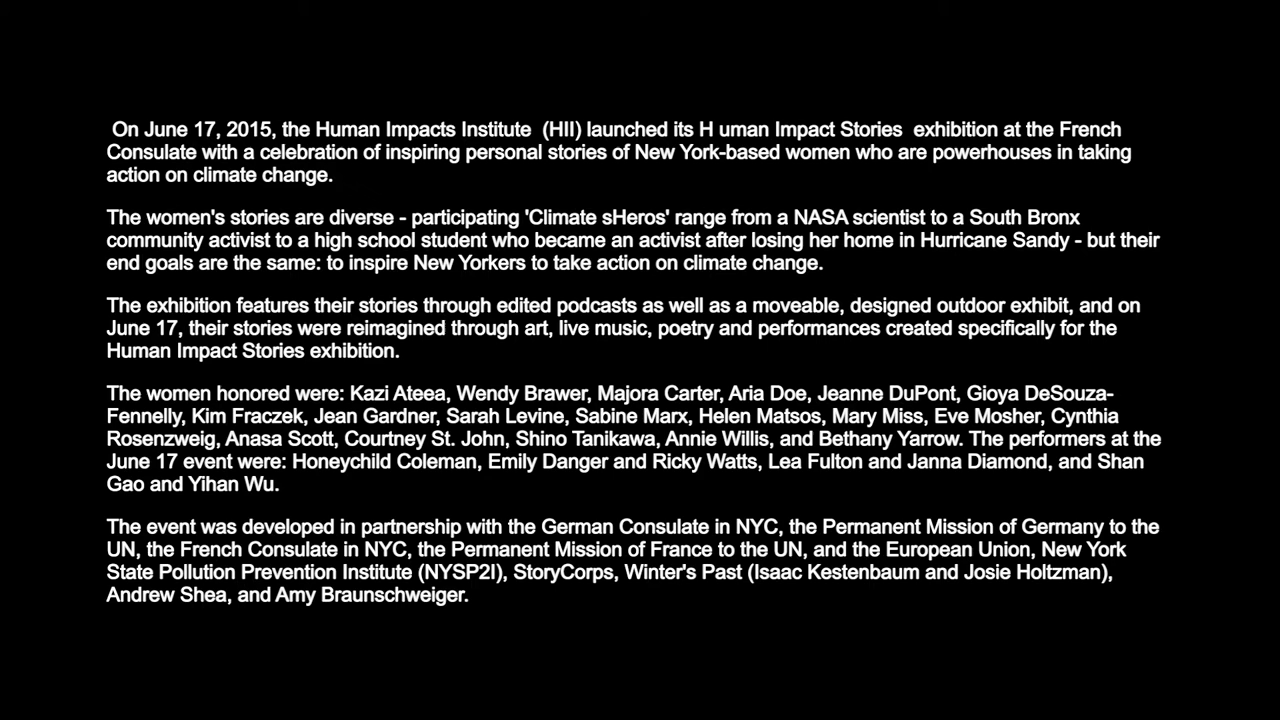 On June 17, 2015, the Human Impacts Institute (HII) launched its H uman Impact Stories exhibition at the French
Consulate with a celebration of inspiring personal stories of New York-based women who are powerhouses in taking
action on climate change.
The women's stories are diverse - participating 'Climate sHeros' range from a NASA scientist to a South Bronx
community activist to a high school student who became an activist after losing her home in Hurricane Sandy - but their
end goals are the same: to inspire New Yorkers to take action on climate change.
The exhibition features their stories through edited podcasts as well as a moveable, designed outdoor exhibit, and on
June 17, their stories were reimagined through art, live music, poetry and performances created specifically for the
Human Impact Stories exhibition.
The women honored were: Kazi Ateea, Wendy Brawer, Majora Carter, Aria Doe, Jeanne DuPont, Gioya DeSouza-
Fennelly, Kim Fraczek, Jean Gardner, Sarah Levine, Sabine Marx, Helen Matsos, Mary Miss, Eve Mosher, Cynthia
Rosenzweig, Anasa Scott, Courtney St. John, Shino Tanikawa, Annie Willis, and Bethany Yarrow. The performers at the
June 17 event were: Honeychild Coleman, Emily Danger and Ricky Watts, Lea Fulton and Janna Diamond, and Shan
Gao and Yihan Wu.
The event was developed in partnership with the German Consulate in NYC, the Permanent Mission of Germany to the
UN, the French Consulate in NYC, the Permanent Mission of France to the UN, and the European Union, New York
State Pollution Prevention Institute (NYSP2I), StoryCorps, Winter's Past (Isaac Kestenbaum and Josie Holtzman),
Andrew Shea, and Amy Braunschweiger.